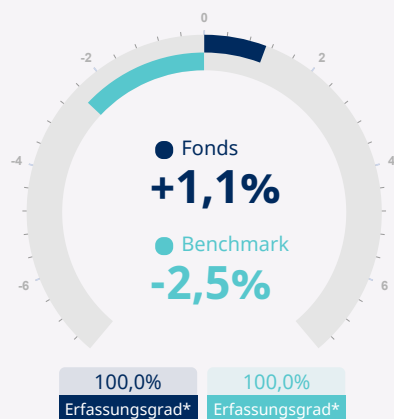 0
-2
2
-4
4
-6
6
Fonds
+1,1%
Benchmark
-2,5%
100,0%
100,0%
Erfassungsgrad*
Erfassungsgrad*